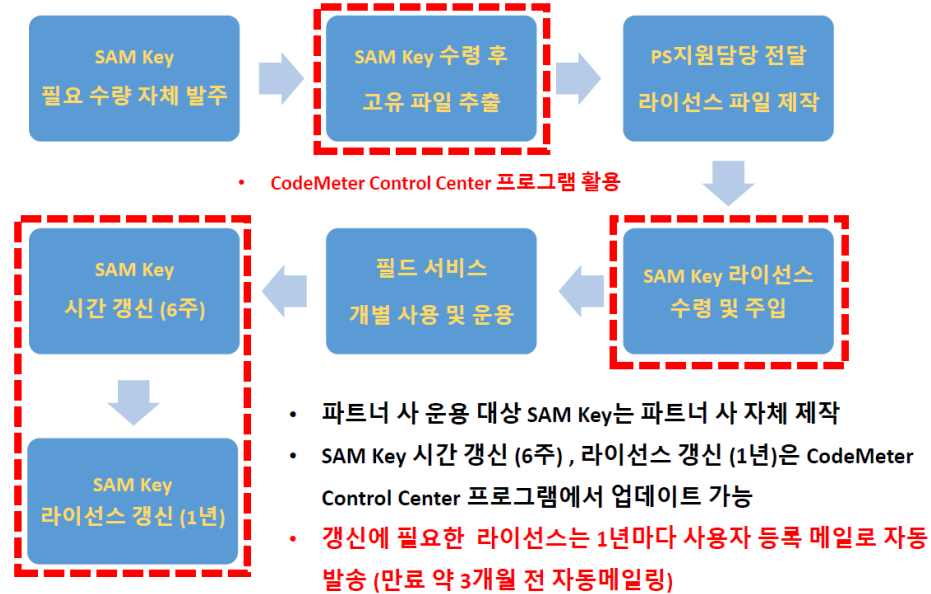 SAM Key
필요 수량 자체 발주
SAM Key 수령 후
고유 파일 추출
PS지원담당 전달
라이선스 파일 제작
• CodeMeter Control Center 프로그램 활용
SAM Key 라이선스
수령 및 주입
필드 서비스
개별 사용 및 운용
SAM Key
시간 갱신 (6주)
SAM Key
라이선스 갱신 (1년)
• 파트너 사 운용 대상 SAM Key는 파트너 사 자체 제작
• SAM Key 시간 갱신 (6주) , 라이선스 갱신 (1년)은 CodeMeter
Control Center 프로그램에서 업데이트 가능
• 갱신에 필요한 라이선스는 1년마다 사용자 등록 메일로 자동
발송 (만료 약 3개월 전 자동메일링)